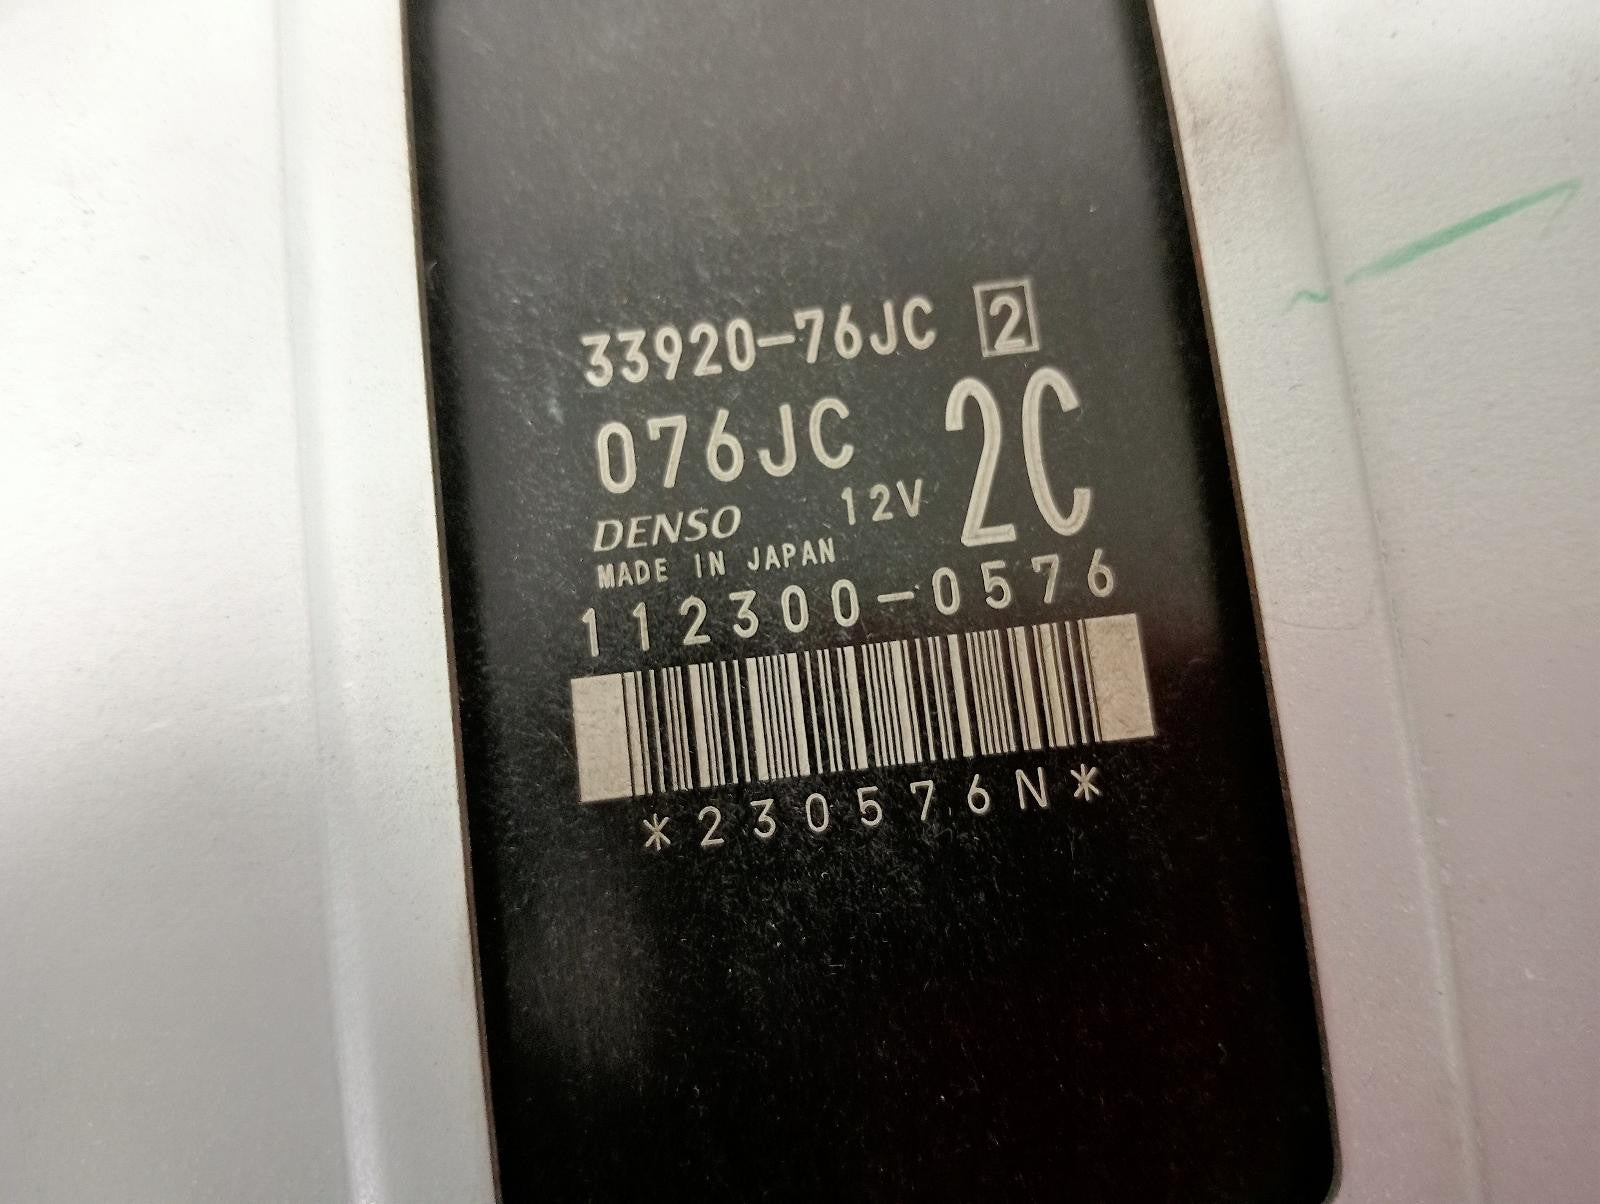 33920-76JC 2
076JC 2C
DENSO 12V
MADE IN JAPAN
112300-0576
*230576N*